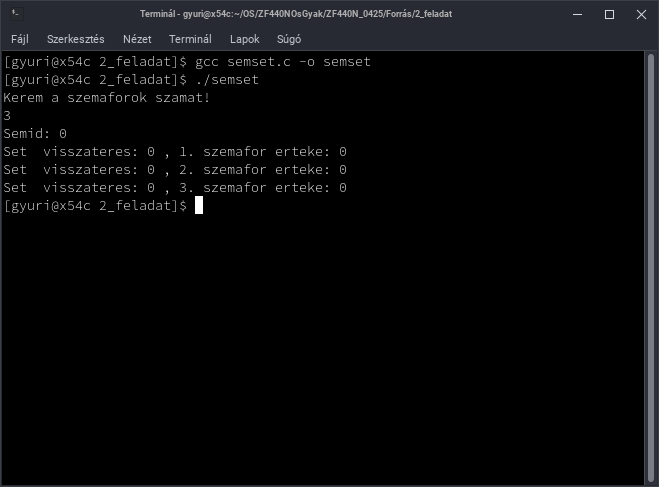 Terminál - gyuri@x54c:~/OS/ZF440NOsGyak/ZF440N_0425/Forrás/2_feladat
Fájl Szerkesztés Nézet Terminál Lapok Súgó
[gyuri@x54c 2_feladat]$ gcc semset.c -o semset
[gyuri@x54c 2_feladat]$ ./semset
Kerem a szemaforok szamat!
3
Semid: 0
Set  visszateres: 0 , 1. szemafor erteke: 0
Set  visszateres: 0 , 2. szemafor erteke: 0
Set  visszateres: 0 , 3. szemafor erteke: 0
[gyuri@x54c 2_feladat]$